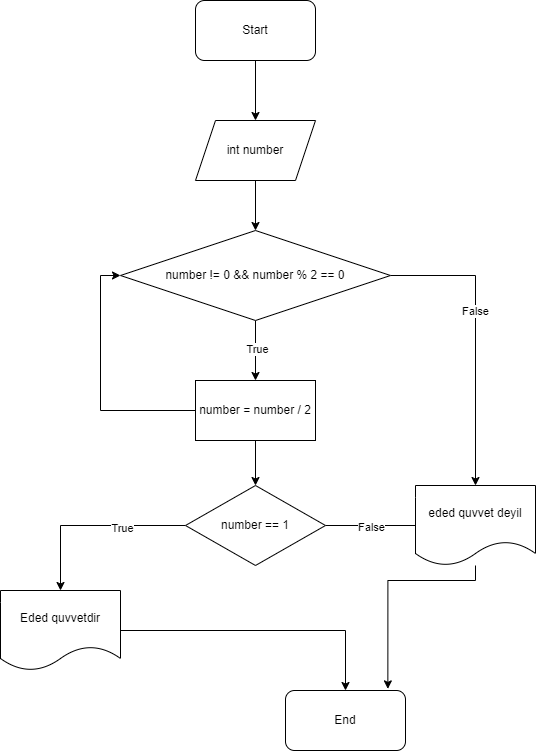 Start
int number
number != 0 && number % 2 == 0
False
True
number = number / 2
eded quvvet deyil
number == 1
True
False
Eded quvvetdir
End